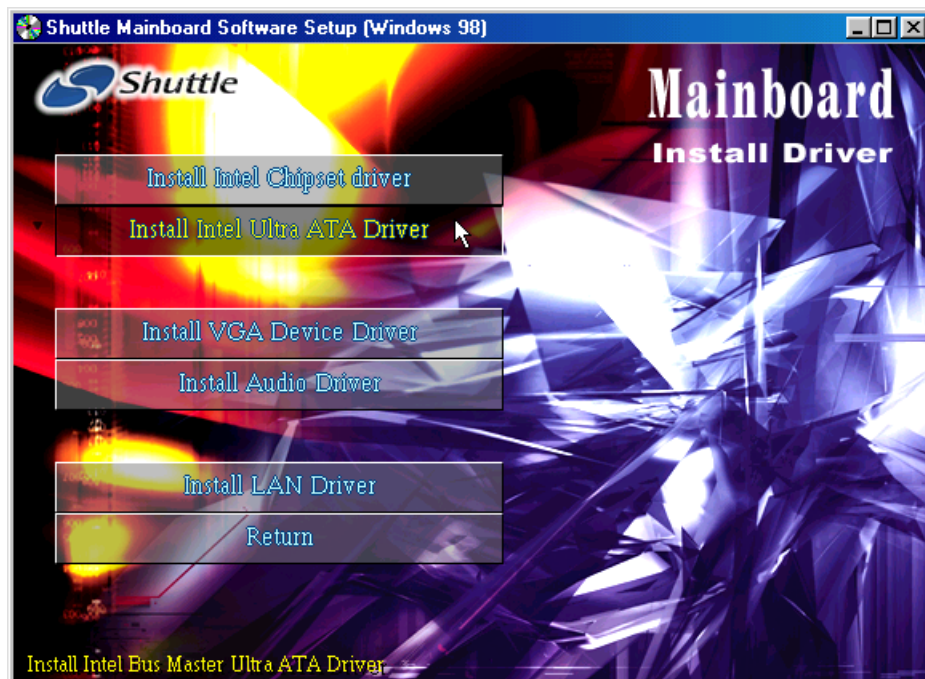 Shuttle Mainboard Software Setup (Windows 98)
Shuttle
Mainboard
Install Driver
Install Intel Chipset driver
Install Intel Ultra ATA Driver
Install VGA Device Driver
Install Audio Driver
Install LAN Driver
Return
Install Intel Bus Master Ultra ATA Driver